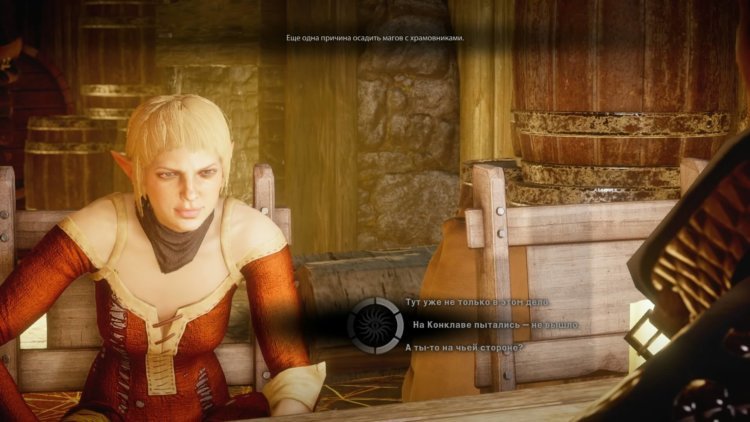 Еще одна причина осадить магов с храмовниками.
Тут уже не только в этом дело.
На Конклаве пытались — не вышло.
А ты-то на чьей стороне?